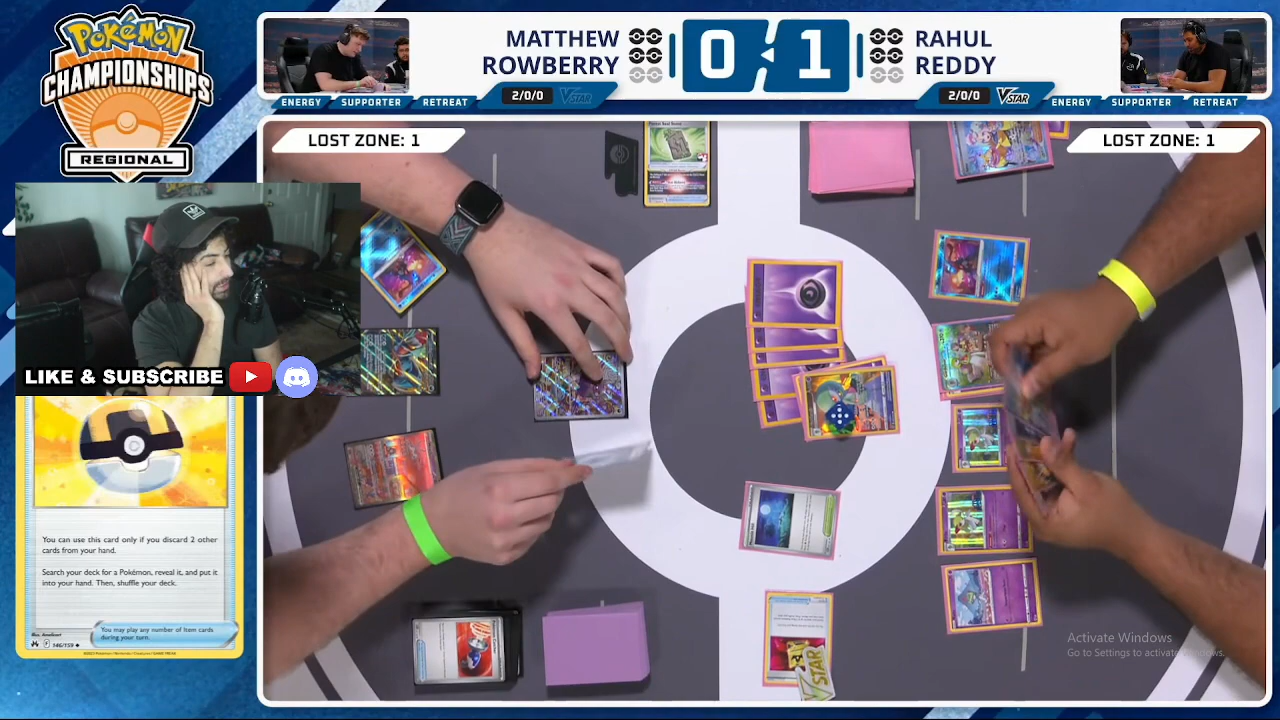 Pokémon
CHAMPIONSHIPS
REGIONAL
MATTHEW
ROWBERRY
0
1
RAHUL
REDDY
ENERGY
SUPPORTER
RETREAT
2/0/0
VSTAR
2/0/0
VSTAR
ENERGY
SUPPORTER
RETREAT
LOST ZONE: 1
LOST ZONE: 1
LIKE & SUBSCRIBE
You can use this card only if you discard 2 other
cards from your hand.
Search your deck for a Pokémon, reveal it, and put it
into your hand. Then, shuffle your deck.
You may play any number of Item cards
during your turn.
146/159
VSTAR
Activate Windows
Go to Settings to activate Windows.